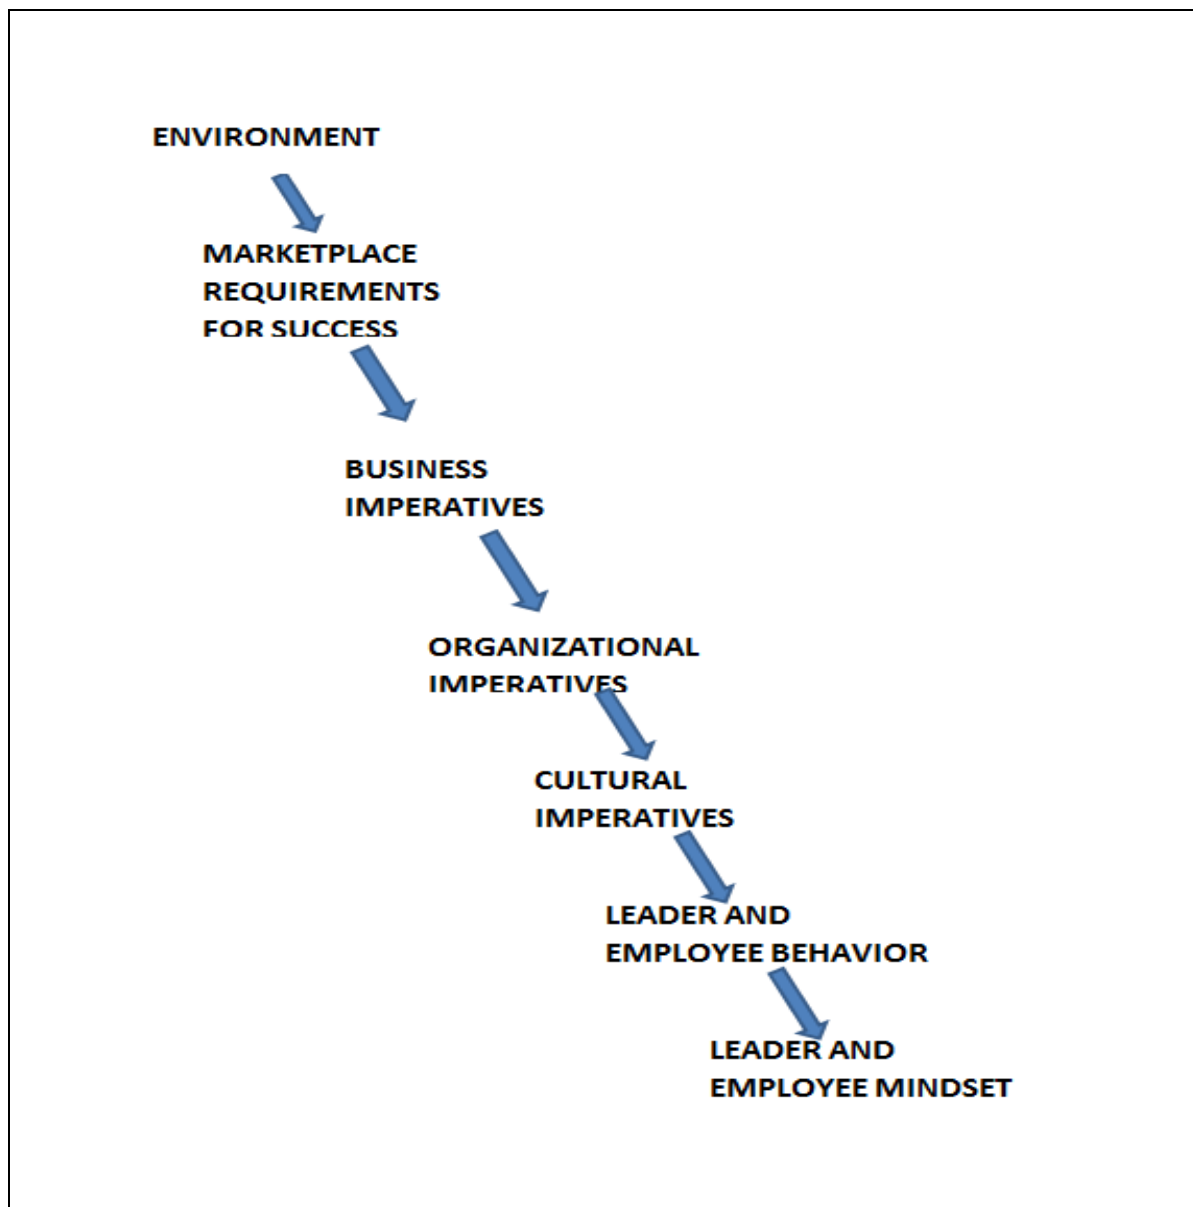 ENVIRONMENT
MARKETPLACE
REQUIREMENTS
FOR SUCCESS
BUSINESS
IMPERATIVES
ORGANIZATIONAL
IMPERATIVES
CULTURAL
IMPERATIVES
LEADER AND
EMPLOYEE BEHAVIOR
LEADER AND
EMPLOYEE MINDSET